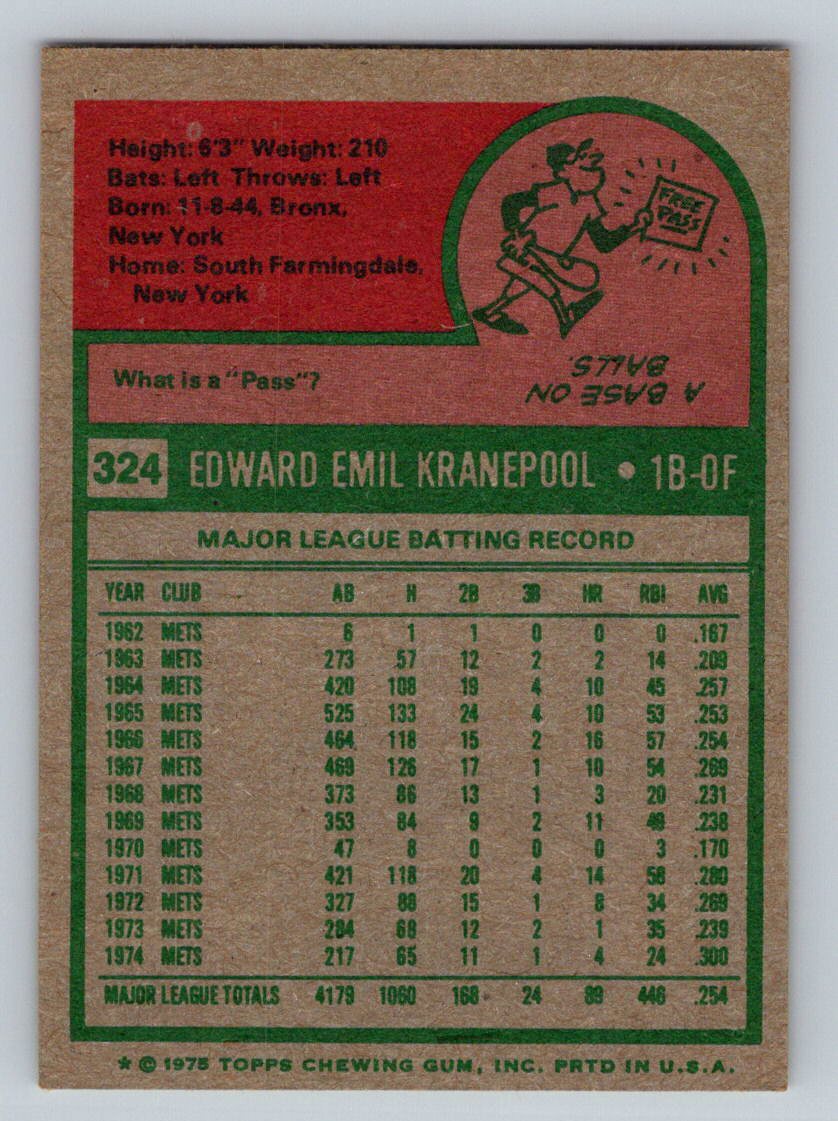 Height: 6'3" Weight: 210
Bats: Left Throws: Left
Born: 11-8-44, Bronx,
New York
Home: South Farmingdale,
New York
FREE
PASS
What is a "Pass"?
A BASE ON
BALLS.
324 EDWARD EMIL KRANEPOOL • 1B-OF
MAJOR LEAGUE BATTING RECORD
YEAR CLUB AB H 2B 3B HR RBI AVG
1962 METS 6 1 1 0 0 0 .167
1963 METS 273 57 12 2 2 14 .209
1964 METS 420 108 19 4 10 45 .257
1965 METS 525 133 24 4 10 53 .253
1966 METS 464 118 15 2 16 57 .254
1967 METS 469 126 17 1 10 54 .269
1968 METS 373 86 13 1 3 20 .231
1969 METS 353 84 9 2 11 49 .238
1970 METS 47 8 0 0 0 3 .170
1971 METS 421 118 20 4 14 58 .280
1972 METS 327 88 15 1 8 34 .269
1973 METS 284 68 12 2 1 35 .239
1974 METS 217 65 11 1 4 24 .300
MAJOR LEAGUE TOTALS 4179 1060 168 24 89 446 .254
* © 1975 TOPPS CHEWING GUM, INC. PRTD IN U.S.A.